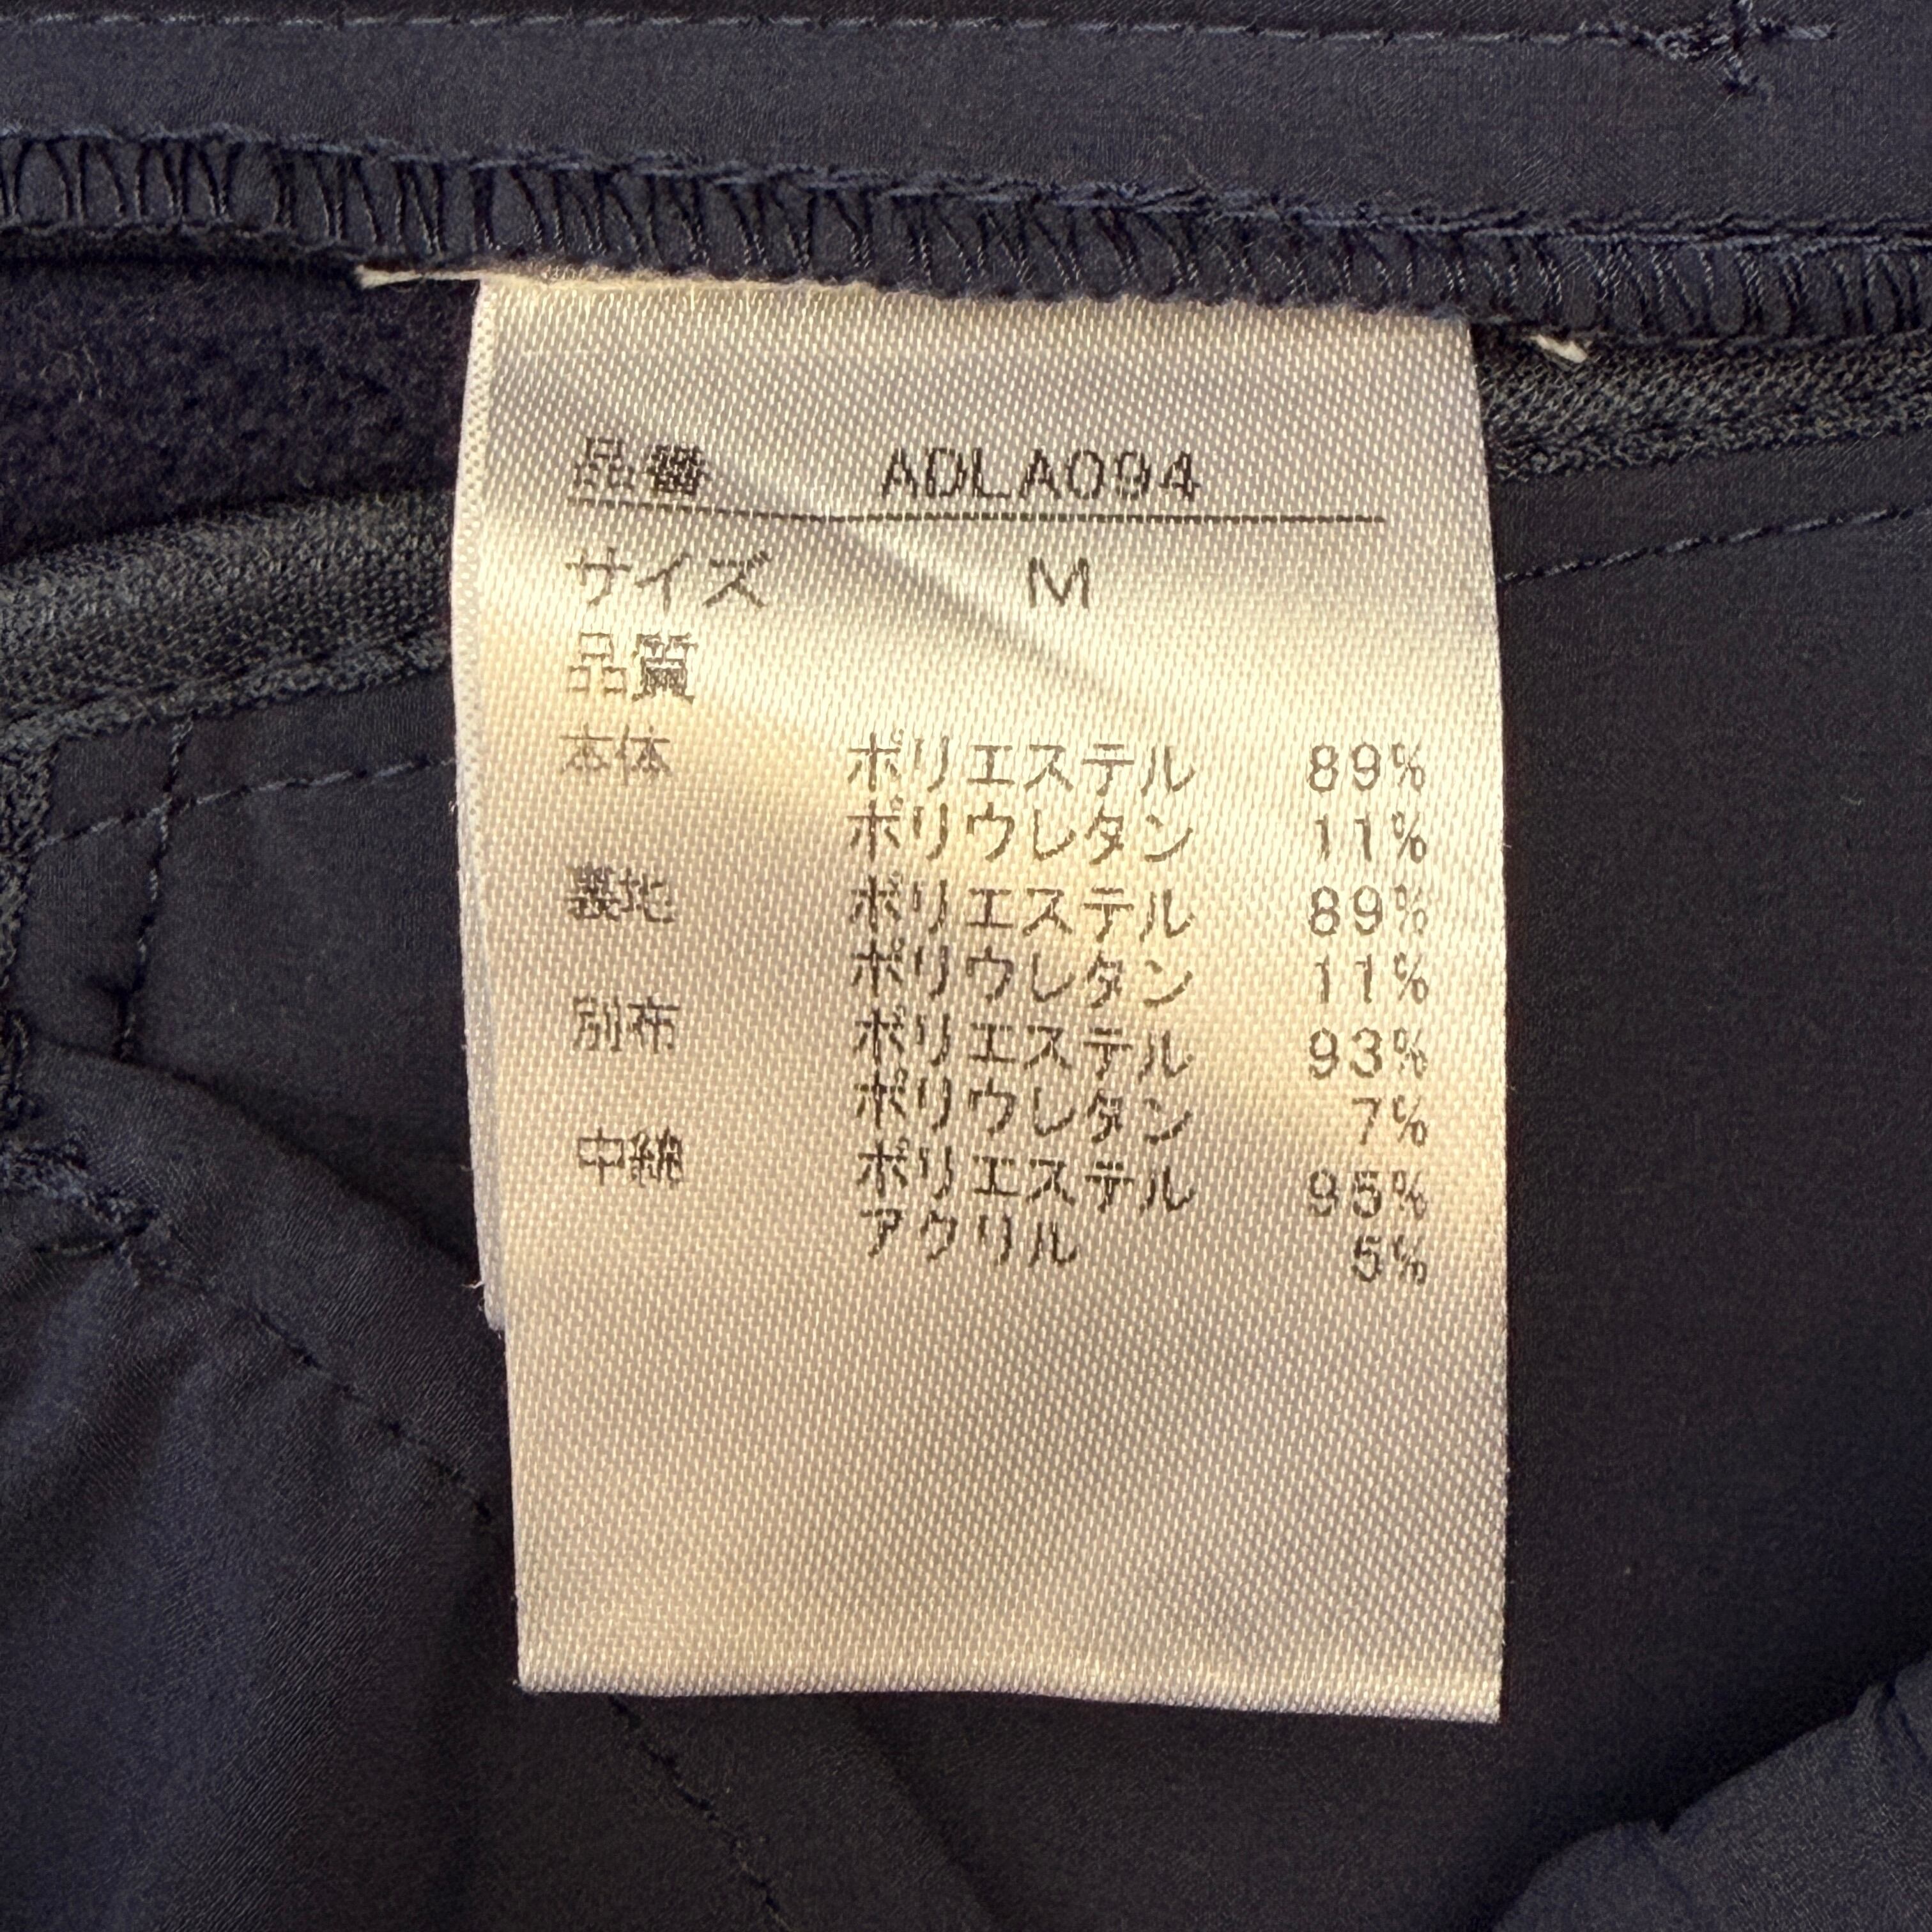 品番 ADLA094
サイズ M
品質
本体 ポリエステル 89%
ポリウレタン 11%
裏地 ポリエステル 89%
ポリウレタン 11%
別布 ポリエステル 93%
ポリウレタン 7%
中綿 ポリエステル 95%
アクリル 5%